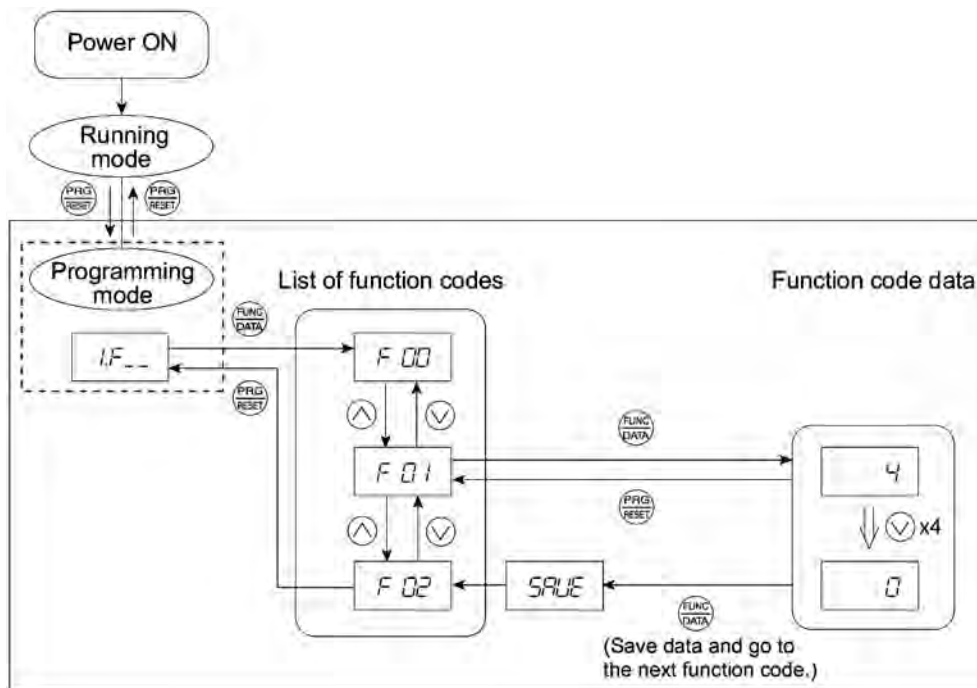 Power ON
Running
mode
PRG
RESET
PRG
RESET
Programming
mode
List of function codes
Function code data
FUNC
DATA
1.F__
F 00
PRG
RESET
FUNC
DATA
F 01
4
PRG
RESET
x4
F 02
SAVE
0
FUNC
DATA
(Save data and go to
the next function code.)